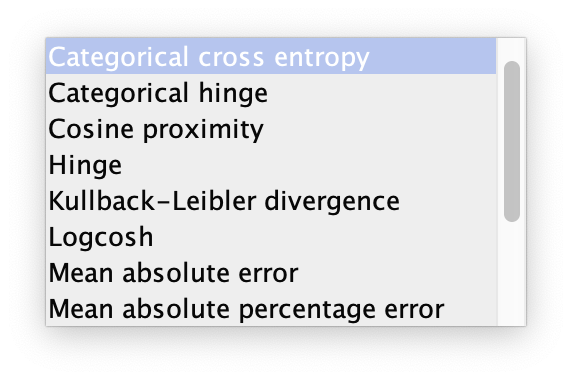 Categorical cross entropy
Categorical hinge
Cosine proximity
Hinge
Kullback-Leibler divergence
Logcosh
Mean absolute error
Mean absolute percentage error